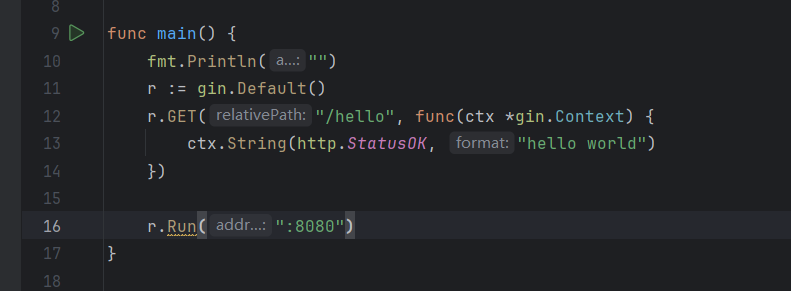 8
9 func main() {
10 fmt.Println( a...: "")
11 r := gin.Default()
12 r.GET( relativePath: "/hello", func(ctx *gin.Context) {
13 ctx.String(http.StatusOK, format: "hello world")
14 })
15
16 r.Run( addr...: ":8080")
17 }
18